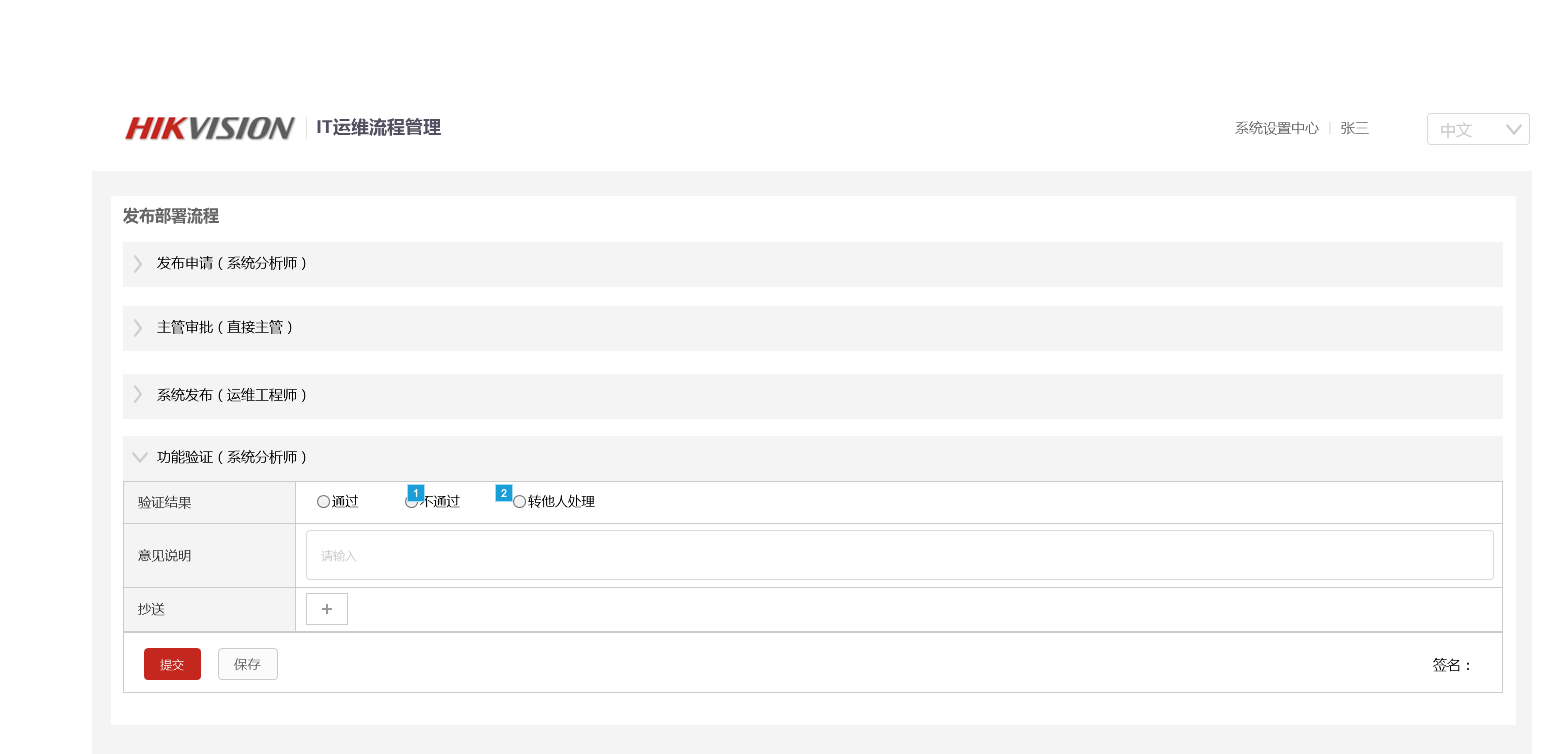 HIKVISION IT运维流程管理 系统设置中心 | 张三 中文
发布部署流程
发布申请 ( 系统分析师 )
主管审批 ( 直接主管 )
系统发布 ( 运维工程师 )
功能验证 ( 系统分析师 )
验证结果 通过 1 不通过 2 转他人处理
意见说明 请输入
抄送 +
提交 保存 签名：